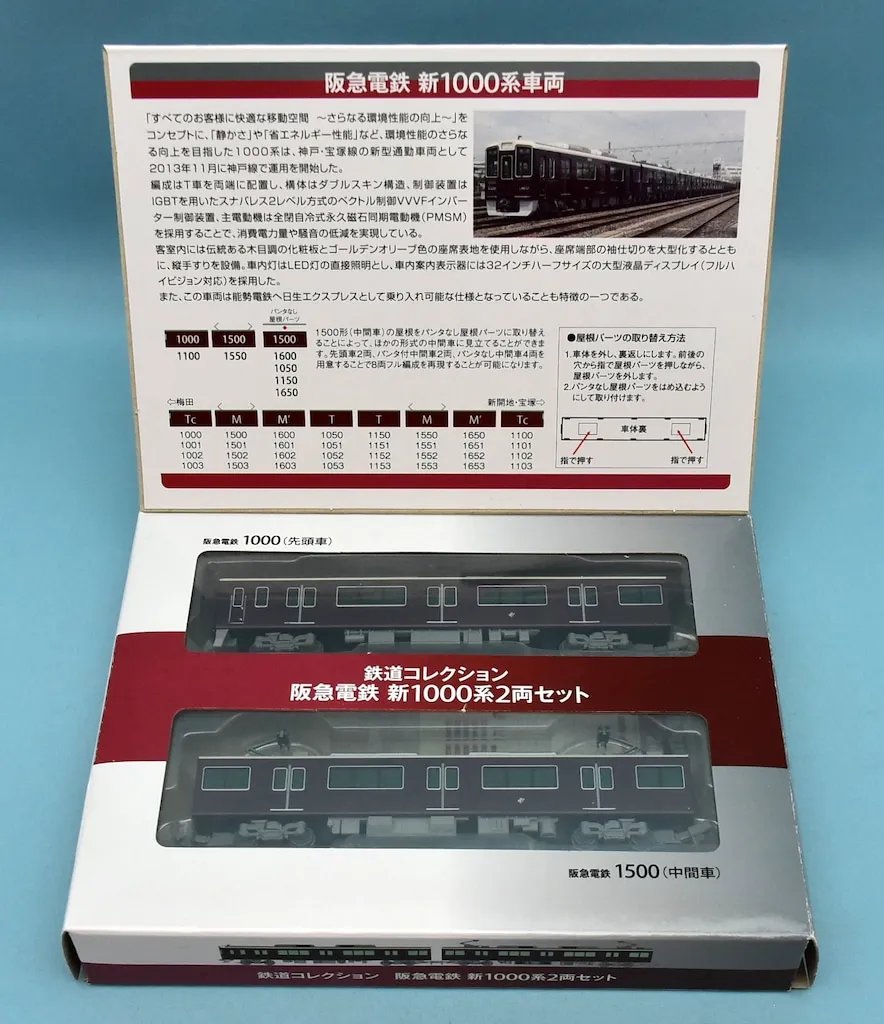 阪急電鉄 新1000系車両
「すべてのお客様に快適な移動空間 ～さらなる環境性能の向上～」を
コンセプトに、「静かさ」や「省エネルギー性能」など、環境性能のさらな
る向上を目指した1000系は、神戸・宝塚線の新型通勤車両として
2013年11月に神戸線で運用を開始した。
編成はT車を両端に配置し、構体はダブルスキン構造、制御装置は
IGBTを用いたスナバレス2レベル方式のベクトル制御VVVFインバ
ーター制御装置、主電動機は全閉自冷式永久磁石同期電動機(PMSM)
を採用することで、消費電力量や騒音の低減を実現している。
客室内には伝統ある木目調の化粧板とゴールデンオリーブ色の座席表地を使用しながら、座席端部の袖仕切りを大型化するととも
に、縦手すりを設備。車内灯はLED灯の直接照明とし、車内案内表示器には32インチハーフサイズの大型液晶ディスプレイ(フルハ
イビジョン対応)を採用した。
また、この車両は能勢電鉄へ日生エクスプレスとして乗り入れ可能な仕様となっていることも特徴の一つである。
パンタなし
屋根パーツ
1000 1500 1500
1100 1550 1600
1050
1150
1650
1500形(中間車)の屋根をパンタなし屋根パーツに取り替え
ることによって、ほかの形式の中間車に見立てることができま
す。先頭車2両、パンタ付中間車2両、パンタなし中間車4両を
用意することで8両フル編成を再現することが可能になります。
⇦梅田 新開地・宝塚⇨
Tc M M' T T M M' Tc
1000 1500 1600 1050 1150 1550 1650 1100
1001 1501 1601 1051 1151 1551 1651 1101
1002 1502 1602 1052 1152 1552 1652 1102
1003 1503 1603 1053 1153 1553 1653 1103
●屋根パーツの取り替え方法
1.車体を外し、裏返しにします。前後の
穴から指で屋根パーツを押しながら、
屋根パーツを外します。
2.パンタなし屋根パーツをはめ込むよう
にして取り付けます。
車体裏
指で押す 指で押す
阪急電鉄 1000(先頭車)
鉄道コレクション
阪急電鉄 新1000系2両セット
阪急電鉄 1500(中間車)
鉄道コレクション 阪急電鉄 新1000系2両セット